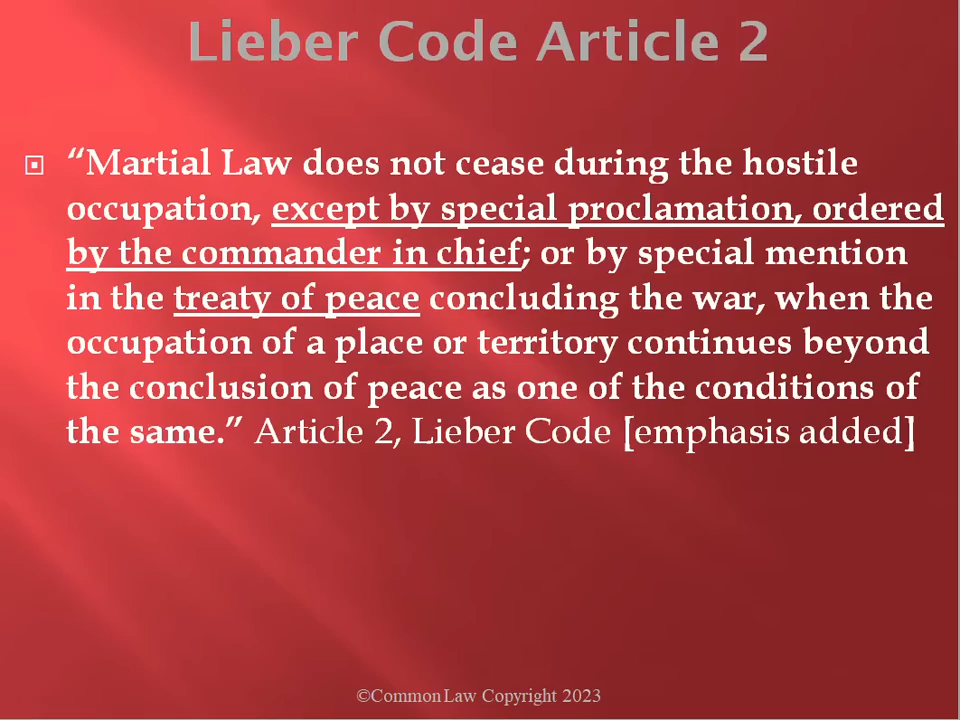 Lieber Code Article 2
“Martial Law does not cease during the hostile
occupation, except by special proclamation, ordered
by the commander in chief; or by special mention
in the treaty of peace concluding the war, when the
occupation of a place or territory continues beyond
the conclusion of peace as one of the conditions of
the same.” Article 2, Lieber Code [emphasis added]
©CommonLaw Copyright 2023